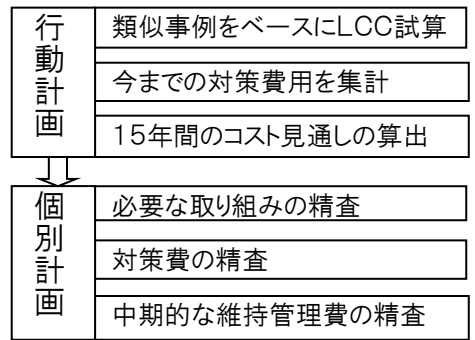 行動計画
類似事例をベースにLCC試算
今までの対策費用を集計
15年間のコスト見通しの算出
個別計画
必要な取り組みの精査
対策費の精査
中期的な維持管理費の精査